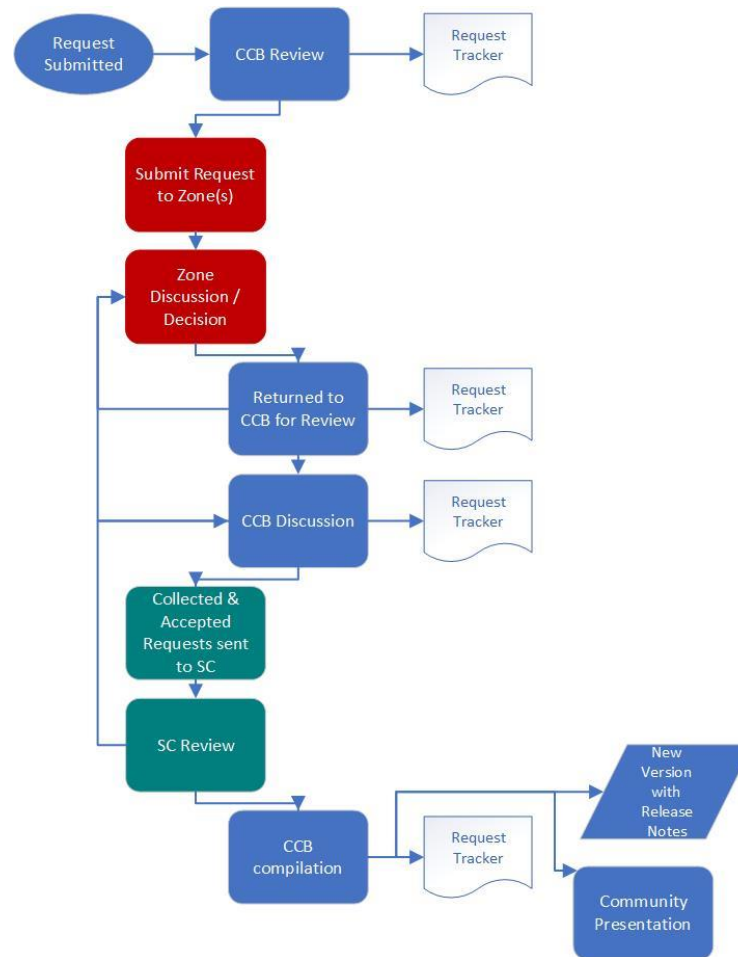 Request
Submitted
CCB Review
Request
Tracker
Submit Request
to Zone(s)
Zone
Discussion /
Decision
Returned to
CCB for Review
Request
Tracker
CCB Discussion
Request
Tracker
Collected &
Accepted
Requests sent
to SC
SC Review
CCB
compilation
Request
Tracker
New
Version
with
Release
Notes
Community
Presentation